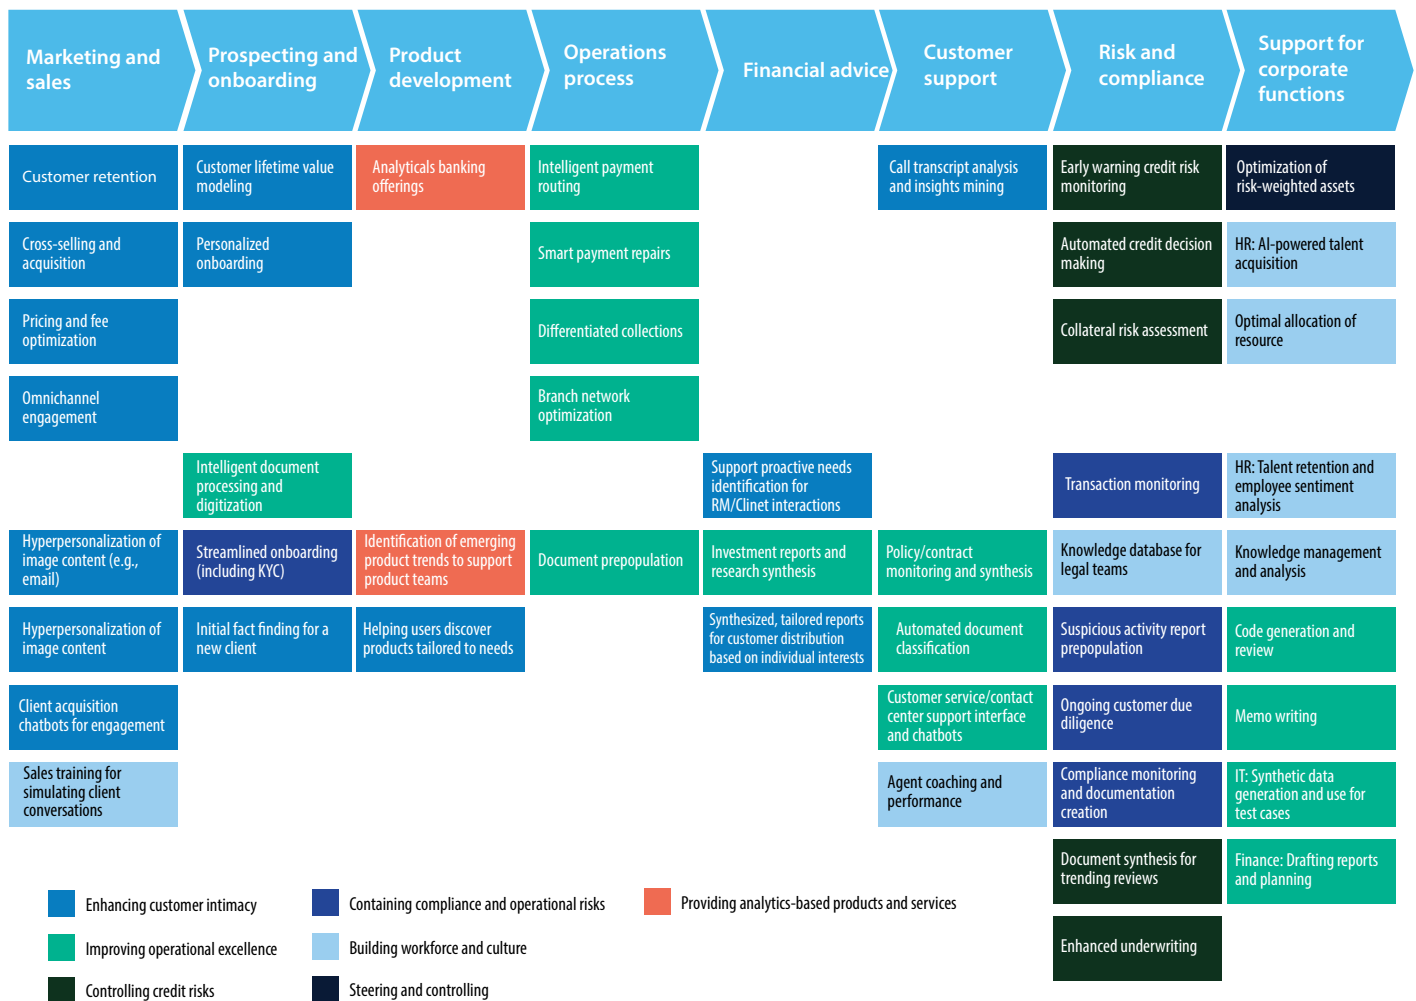 Marketing and
sales
Prospecting and
onboarding
Product
development
Operations
process
Financial advice
Customer
support
Risk and
compliance
Support for
corporate
functions
Customer retention
Customer lifetime value
modeling
Analyticals banking
offerings
Intelligent payment
routing
Call transcript analysis
and insights mining
Early warning credit risk
monitoring
Optimization of
risk-weighted assets
Cross-selling and
acquisition
Personalized
onboarding
Smart payment repairs
Automated credit decision
making
HR: AI-powered talent
acquisition
Pricing and fee
optimization
Differentiated collections
Collateral risk assessment
Optimal allocation of
resource
Omnichannel
engagement
Branch network
optimization
Intelligent document
processing and
digitization
Support proactive needs
identification for
RM/Clinet interactions
Transaction monitoring
HR: Talent retention and
employee sentiment
analysis
Hyperpersonalization of
image content (e.g.,
email)
Streamlined onboarding
(including KYC)
Identification of emerging
product trends to support
product teams
Document prepopulation
Investment reports and
research synthesis
Policy/contract
monitoring and synthesis
Knowledge database for
legal teams
Knowledge management
and analysis
Hyperpersonalization of
image content
Initial fact finding for a
new client
Helping users discover
products tailored to needs
Synthesized, tailored reports
for customer distribution
based on individual interests
Automated document
classification
Suspicious activity report
prepopulation
Code generation and
review
Client acquisition
chatbots for engagement
Customer service/contact
center support interface
and chatbots
Ongoing customer due
diligence
Memo writing
Sales training for
simulating client
conversations
Agent coaching and
performance
Compliance monitoring
and documentation
creation
IT: Synthetic data
generation and use for
test cases
Document synthesis for
trending reviews
Finance: Drafting reports
and planning
Enhanced underwriting
Enhancing customer intimacy
Containing compliance and operational risks
Providing analytics-based products and services
Improving operational excellence
Building workforce and culture
Controlling credit risks
Steering and controlling